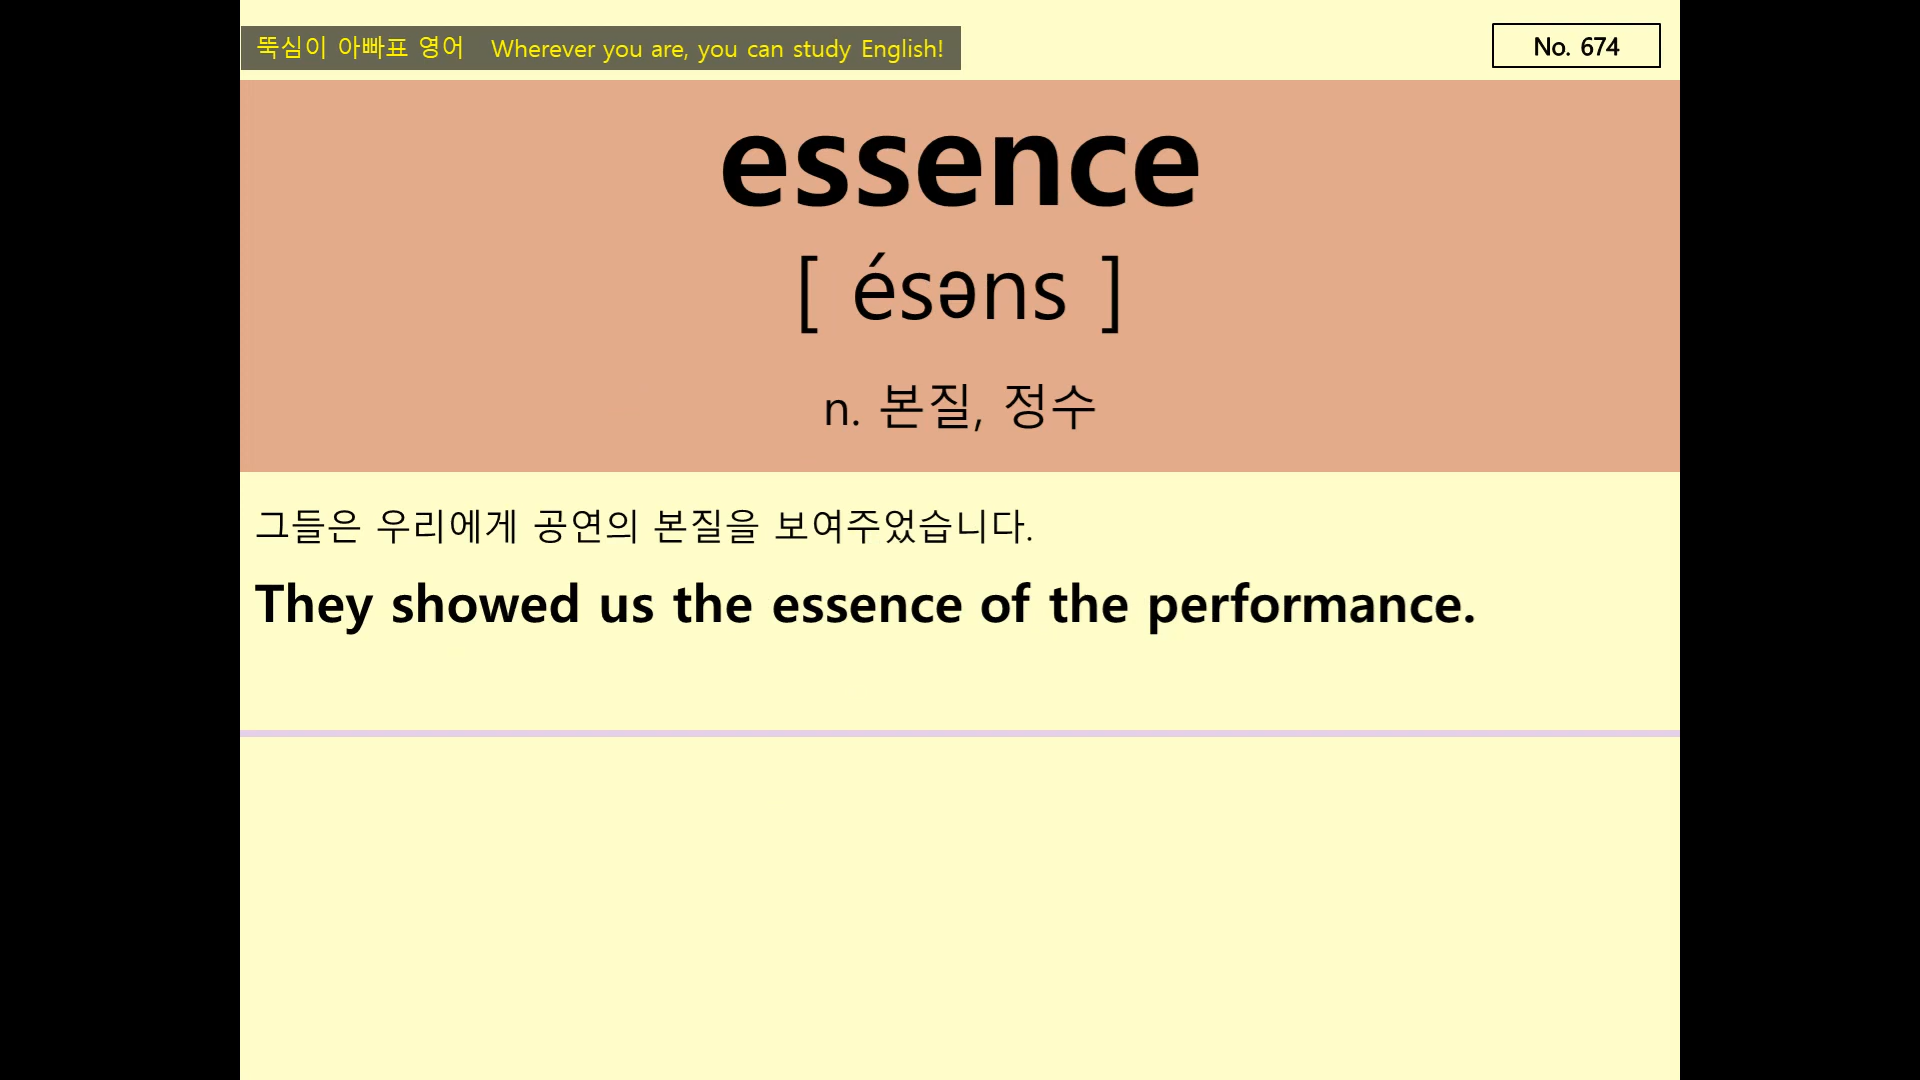 뚝심이 아빠표 영어 Wherever you are, you can study English!
No. 674
essence
[ ésəns ]
n. 본질, 정수
그들은 우리에게 공연의 본질을 보여주었습니다.
They showed us the essence of the performance.